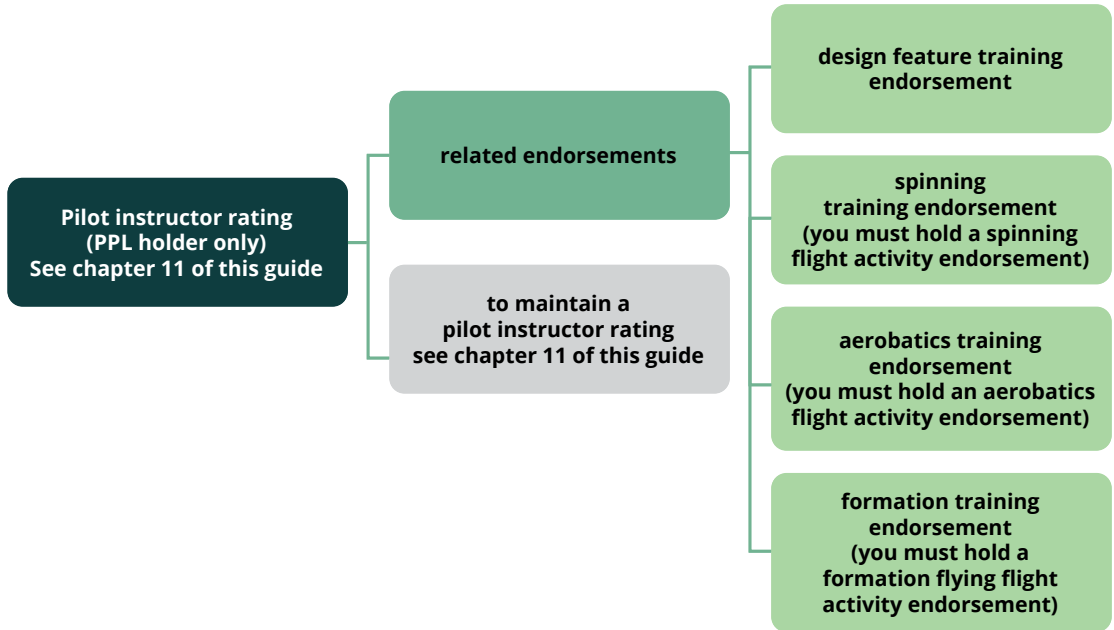 Pilot instructor rating
(PPL holder only)
See chapter 11 of this guide
related endorsements
to maintain a
pilot instructor rating
see chapter 11 of this guide
design feature training
endorsement
spinning
training endorsement
(you must hold a spinning
flight activity endorsement)
aerobatics training
endorsement
(you must hold an aerobatics
flight activity endorsement)
formation training
endorsement
(you must hold a
formation flying flight
activity endorsement)